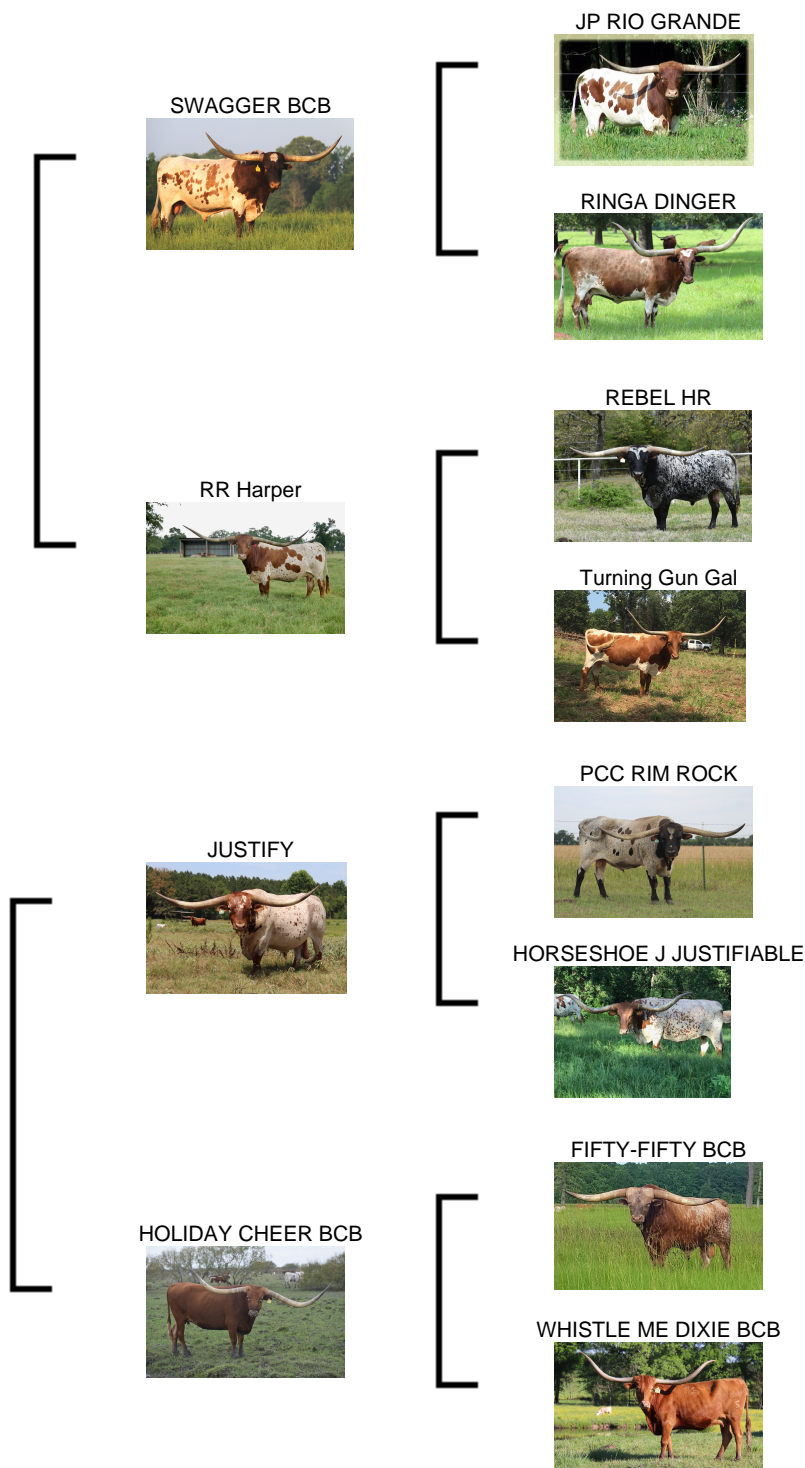 JP RIO GRANDE
SWAGGER BCB
RINGA DINGER
REBEL HR
RR Harper
Turning Gun Gal
PCC RIM ROCK
JUSTIFY
HORSESHOE J JUSTIFIABLE
FIFTY-FIFTY BCB
HOLIDAY CHEER BCB
WHISTLE ME DIXIE BCB